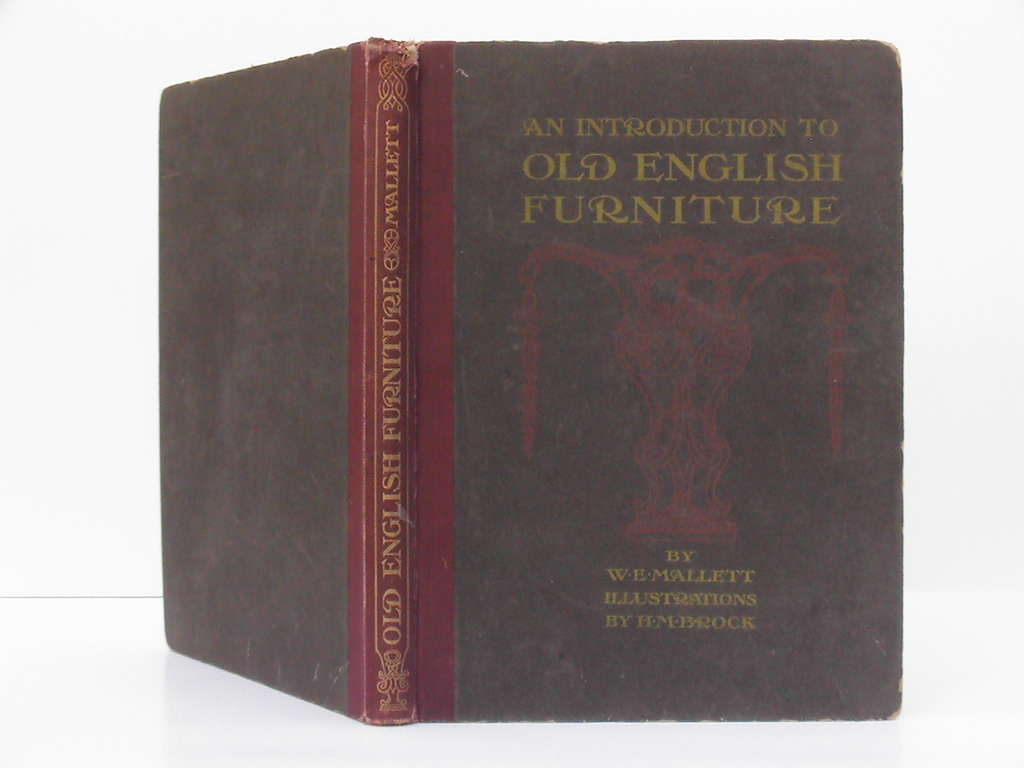 OLD ENGLISH FURNITURE MALLETT
AN INTRODUCTION TO
OLD ENGLISH
FURNITURE
BY
W·E·MALLETT
ILLUSTRATIONS
BY H·M·BROCK